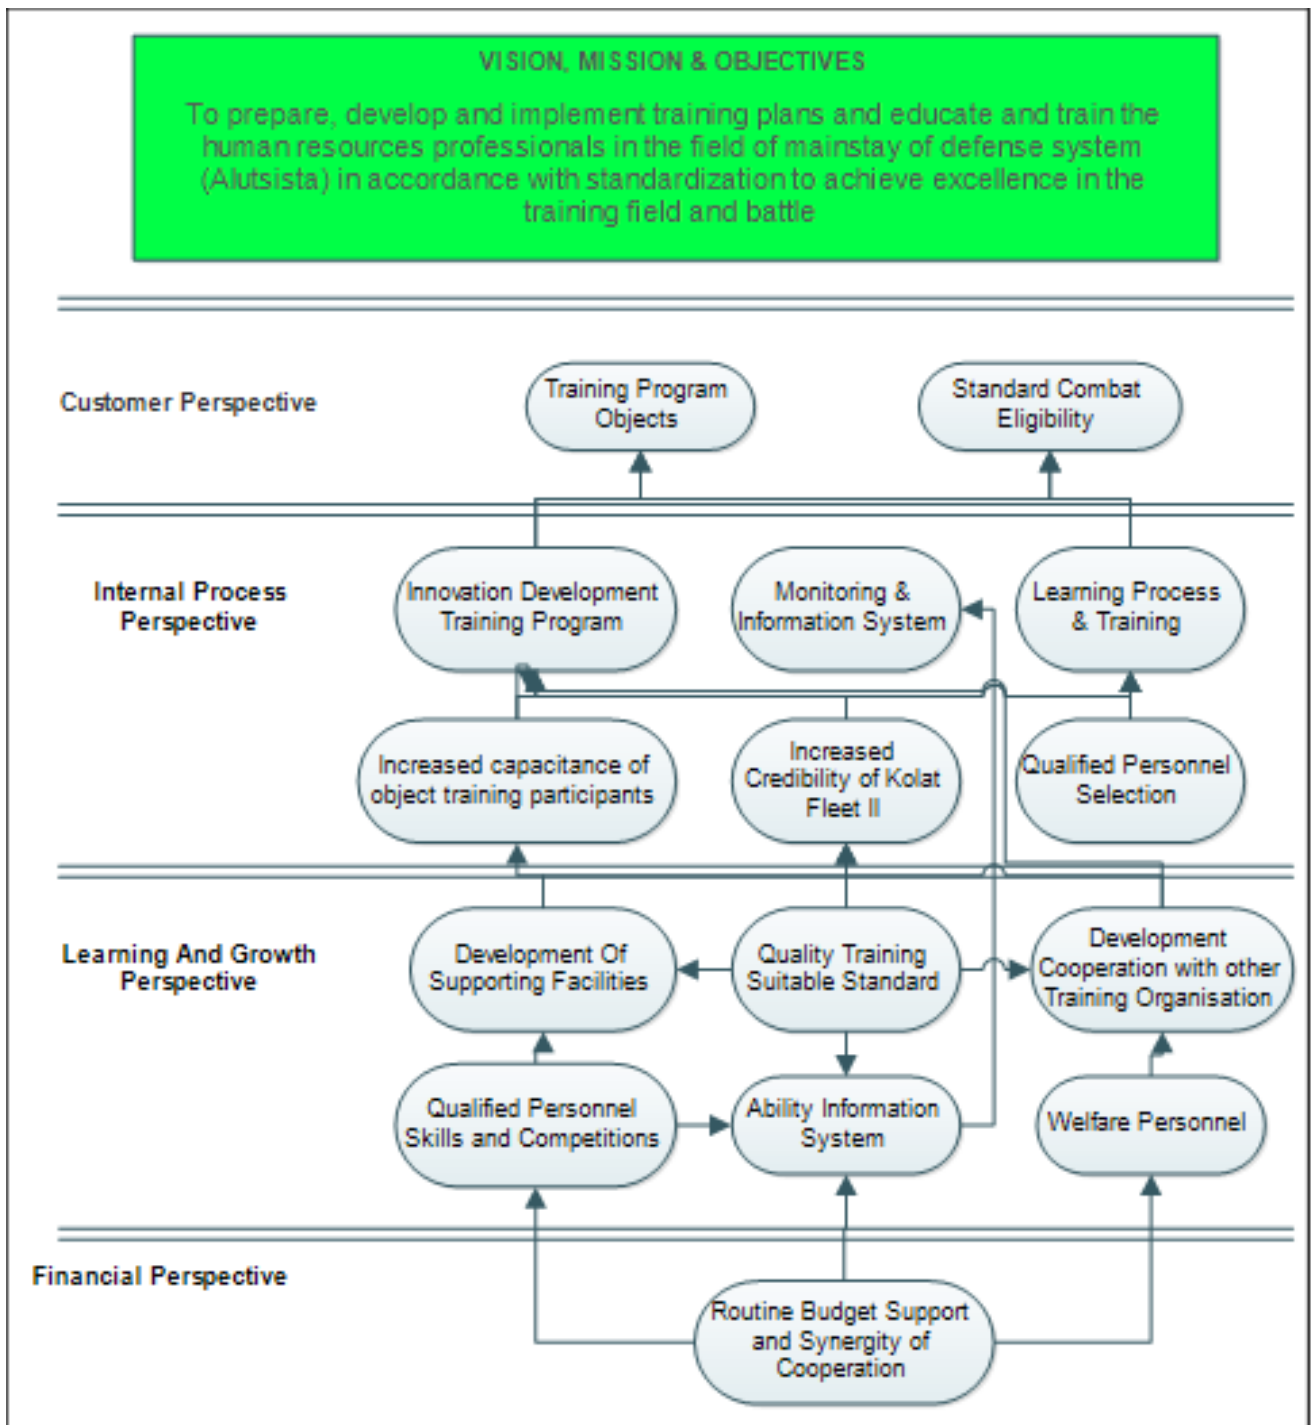 VISION, MISSION & OBJECTIVES
To prepare, develop and implement training plans and educate and train the
human resources professionals in the field of mainstay of defense system
(Alutsista) in accordance with standardization to achieve excellence in the
training field and battle
Customer Perspective
Training Program
Objects
Standard Combat
Eligibility
Internal Process
Perspective
Innovation Development
Training Program
Monitoring &
Information System
Learning Process
& Training
Increased capacitance of
object training participants
Increased
Credibility of Kolat
Fleet II
Qualified Personnel
Selection
Learning And Growth
Perspective
Development Of
Supporting Facilities
Quality Training
Suitable Standard
Development
Cooperation with other
Training Organisation
Qualified Personnel
Skills and Competitions
Ability Information
System
Welfare Personnel
Financial Perspective
Routine Budget Support
and Synergity of
Cooperation